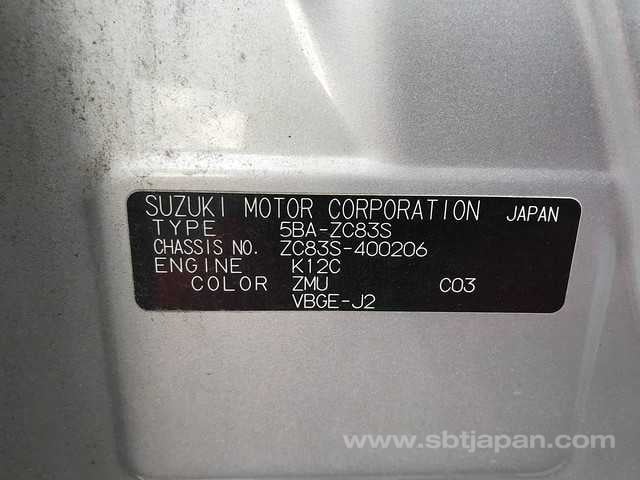 SUZUKI MOTOR CORPORATION JAPAN
TYPE 5BA-ZC83S
CHASSIS NO. ZC83S-400206
ENGINE K12C
COLOR ZMU C03
VBGE-J2
www.sbtjapan.com